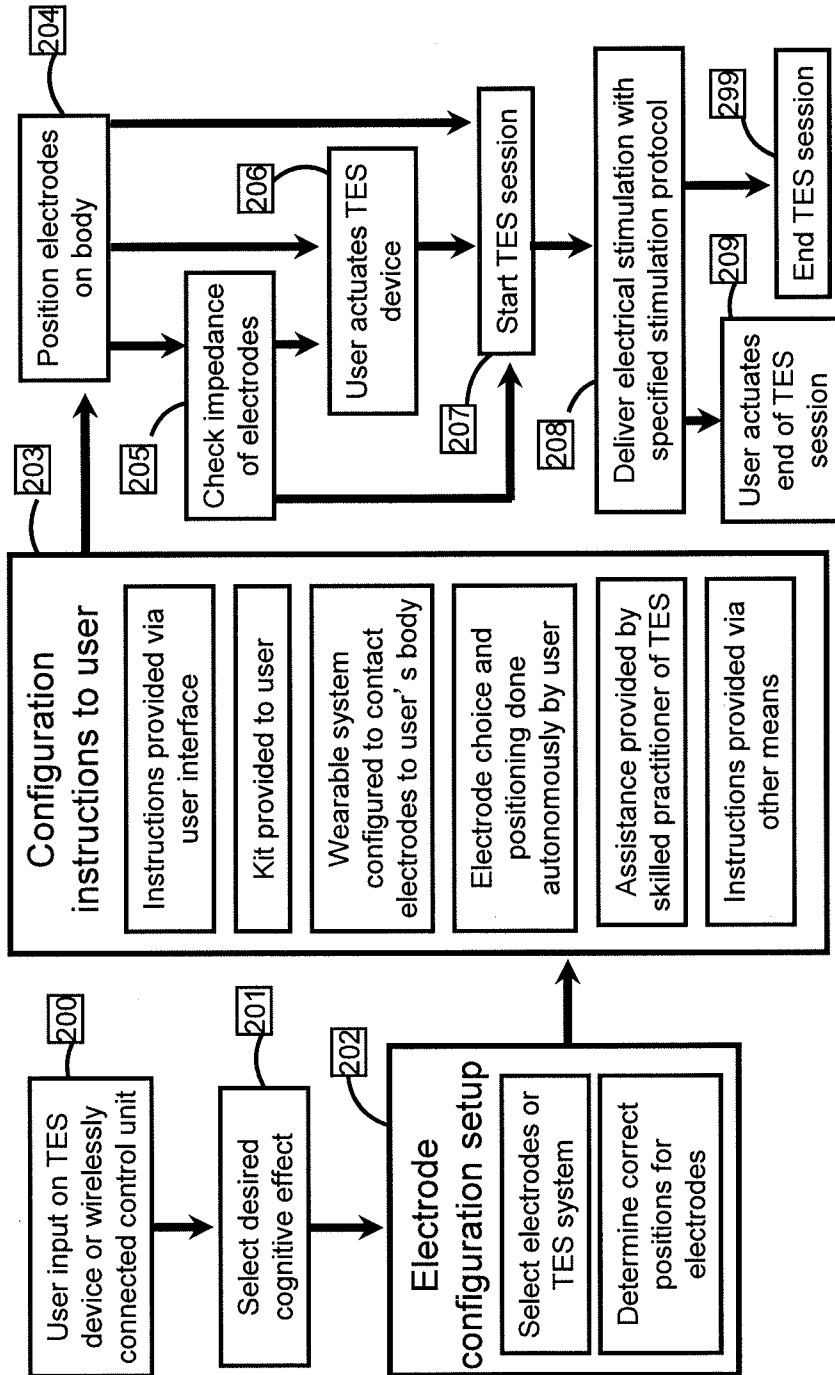 200
User input on TES
device or wirelessly
connected control unit
201
Select desired
cognitive effect
202
Electrode
configuration setup
Select electrodes or
TES system
Determine correct
positions for
electrodes
203
Configuration
instructions to user
Instructions provided via
user interface
Kit provided to user
Wearable system
configured to contact
electrodes to user's body
Electrode choice and
positioning done
autonomously by user
Assistance provided by
skilled practitioner of TES
Instructions provided via
other means
204
Position electrodes
on body
205
Check impedance
of electrodes
206
User actuates TES
device
207
Start TES session
208
Deliver electrical stimulation with
specified stimulation protocol
209
User actuates
end of TES
session
299
End TES session